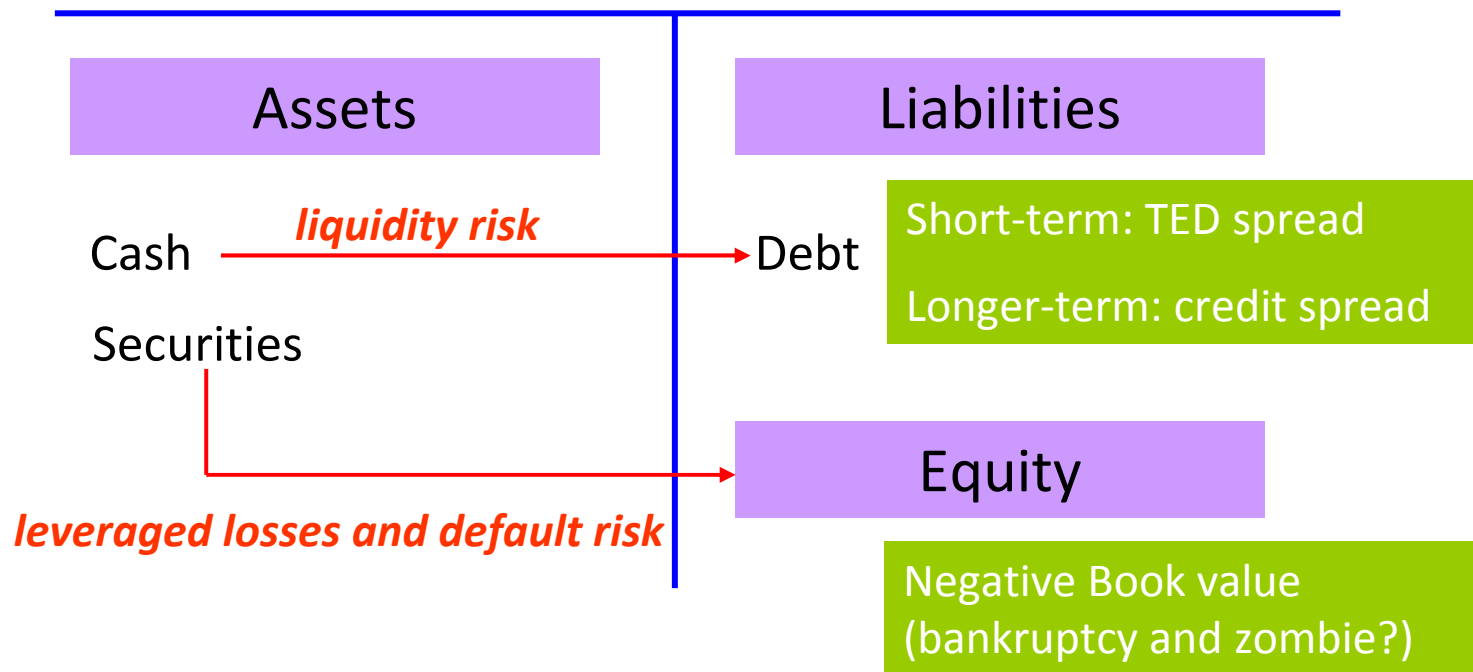 Assets
Liabilities
liquidity risk
Cash
Debt
Short-term: TED spread
Longer-term: credit spread
Securities
Equity
leveraged losses and default risk
Negative Book value
(bankruptcy and zombie?)